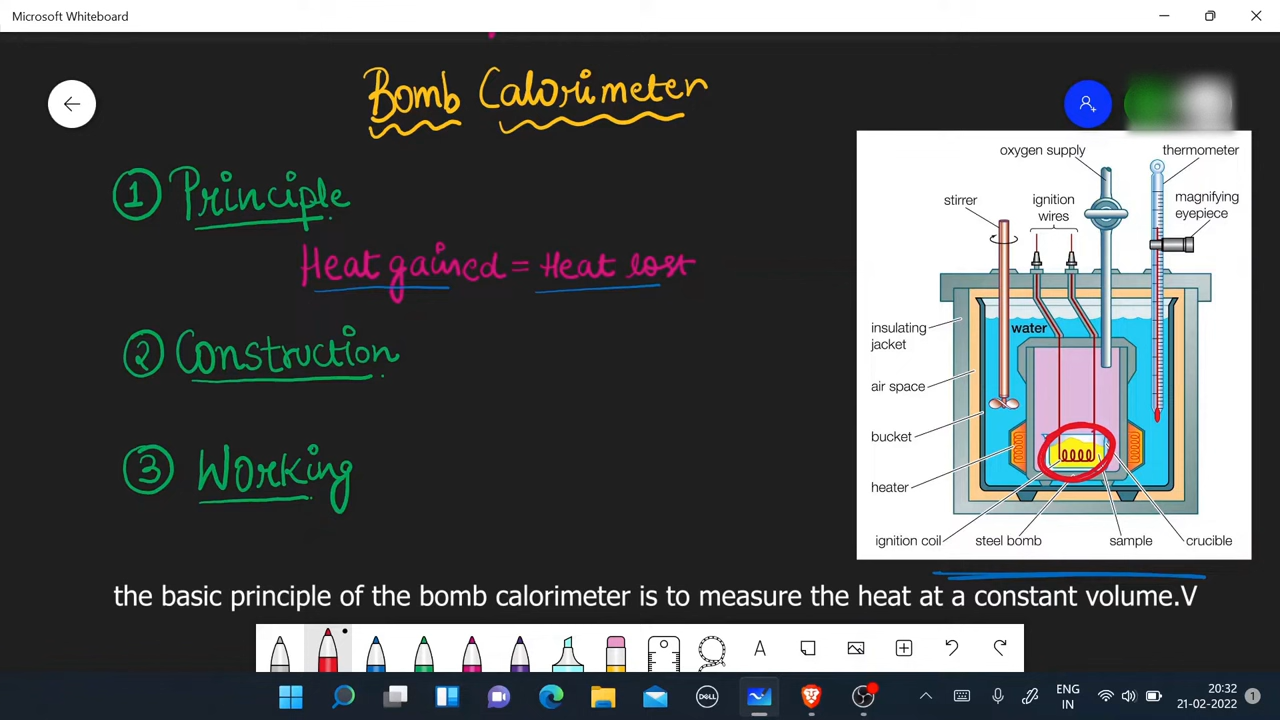 Microsoft Whiteboard
Bomb Calorimeter
① Principle
Heat gained = Heat lost
② Construction
③ Working
oxygen supply
thermometer
stirrer
ignition
wires
magnifying
eyepiece
water
insulating
jacket
air space
bucket
heater
ignition coil
steel bomb
sample
crucible
the basic principle of the bomb calorimeter is to measure the heat at a constant volume.V
A
DELL
ENG
IN
20:32
21-02-2022
1